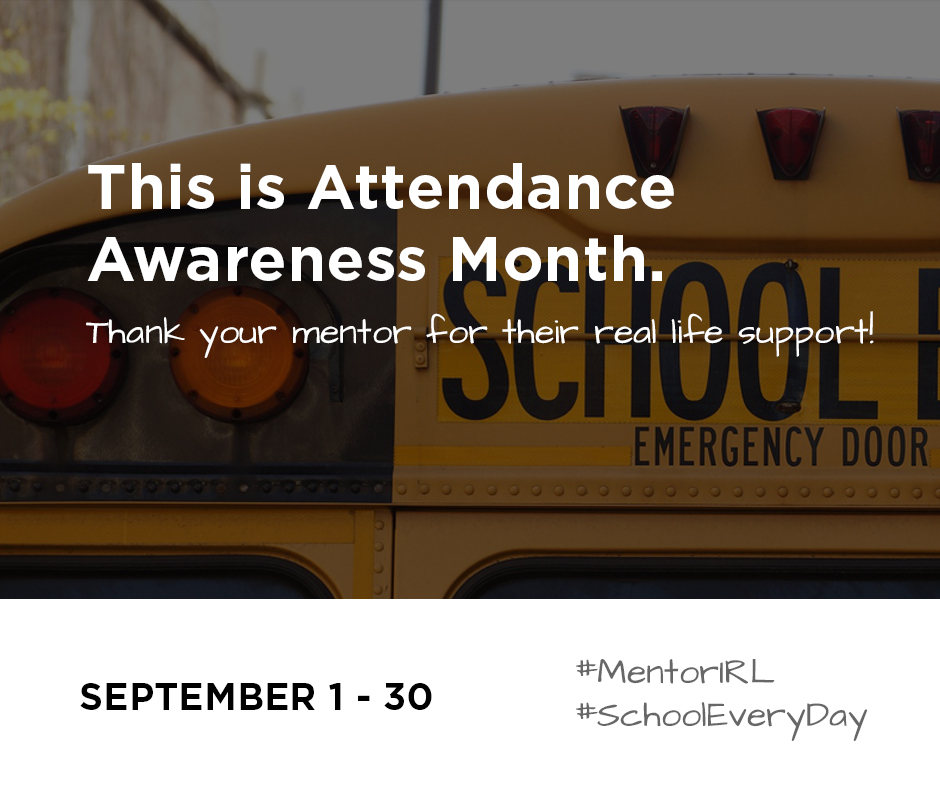 This is Attendance
Awareness Month.
Thank your mentor for their real life support!
SCHOOL
EMERGENCY DOOR
SEPTEMBER 1 - 30
#MentorIRL
#SchoolEveryDay